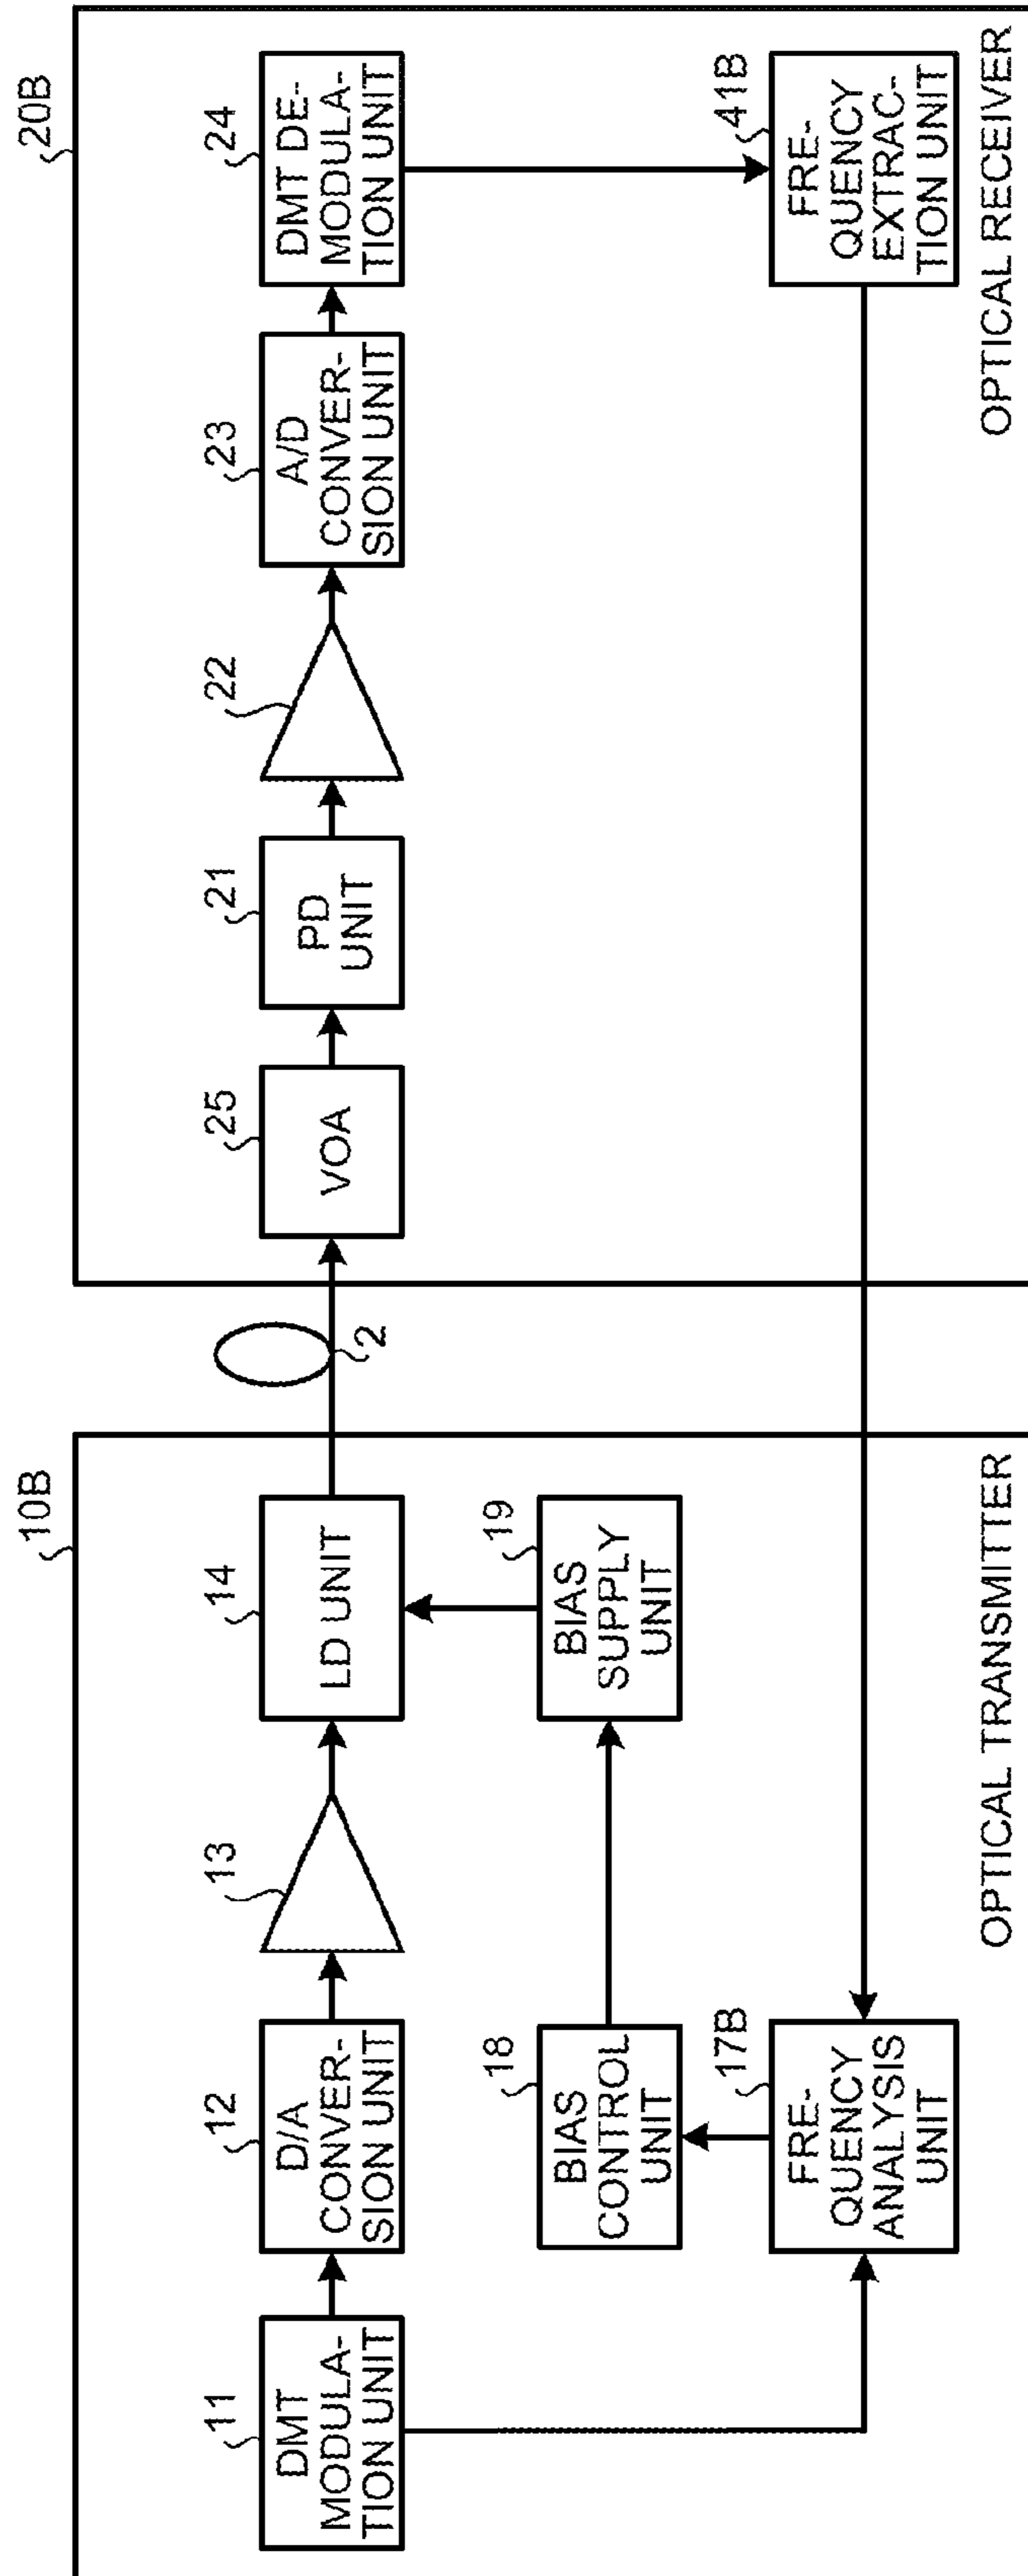 10B
11
DMT
MODULA-
TION UNIT
12
D/A
CONVER-
SION UNIT
13
14
LD UNIT
18
BIAS
CONTROL
UNIT
19
BIAS
SUPPLY
UNIT
17B
FRE-
QUENCY
ANALYSIS
UNIT
OPTICAL TRANSMITTER
2
20B
25
VOA
21
PD
UNIT
22
23
A/D
CONVER-
SION UNIT
24
DMT DE-
MODULA-
TION UNIT
41B
FRE-
QUENCY
EXTRAC-
TION UNIT
OPTICAL RECEIVER